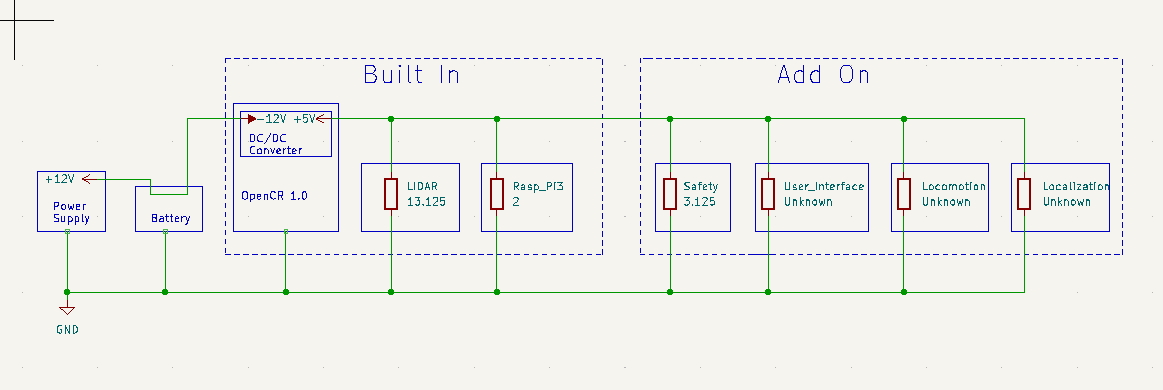 Built In
Add On
-12V +5V
DC/DC
Converter
OpenCR 1.0
+12V
Power
Supply
Battery
LIDAR
13.125
Rasp_Pi3
2
Safety
3.125
User_Interface
Unknown
Locomotion
Unknown
Localization
Unknown
GND